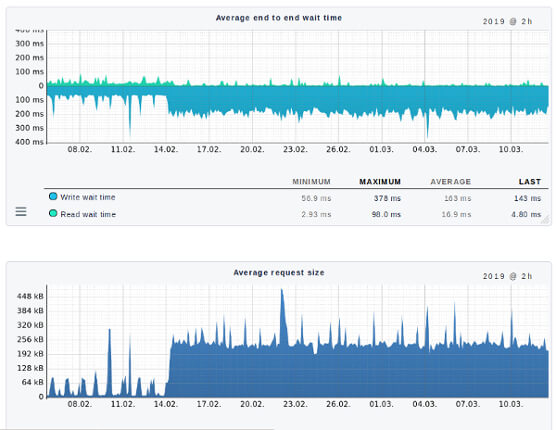 Average end to end wait time
2019 @ 2h
400 ms
300 ms
200 ms
100 ms
0
100 ms
200 ms
300 ms
400 ms
08.02. 11.02. 14.02. 17.02. 20.02. 23.02. 26.02. 01.03. 04.03. 07.03. 10.03.
MINIMUM MAXIMUM AVERAGE LAST
Write wait time 56.9 ms 378 ms 163 ms 143 ms
Read wait time 2.93 ms 98.0 ms 16.9 ms 4.80 ms
Average request size
2019 @ 2h
448 kB
384 kB
320 kB
256 kB
192 kB
128 kB
64 kB
0
08.02. 11.02. 14.02. 17.02. 20.02. 23.02. 26.02. 01.03. 04.03. 07.03. 10.03.